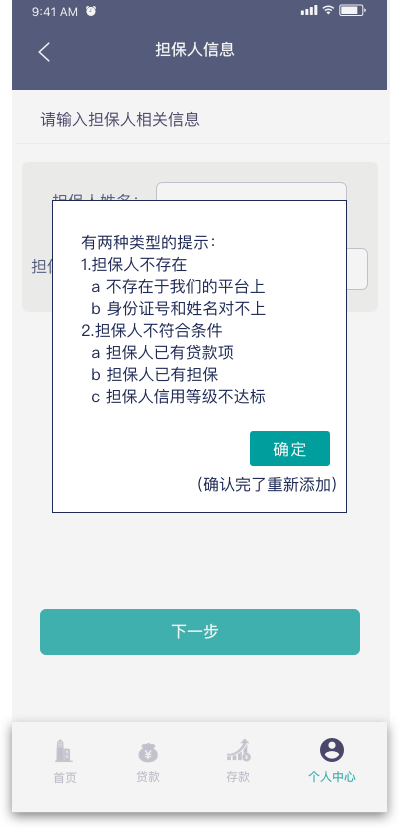 9:41 AM
担保人信息
请输入担保人相关信息
担保人姓名：
担
有两种类型的提示：
1.担保人不存在
a 不存在于我们的平台上
b 身份证号和姓名对不上
2.担保人不符合条件
a 担保人已有贷款项
b 担保人已有担保
c 担保人信用等级不达标
确定
（确认完了重新添加）
下一步
首页
贷款
存款
个人中心